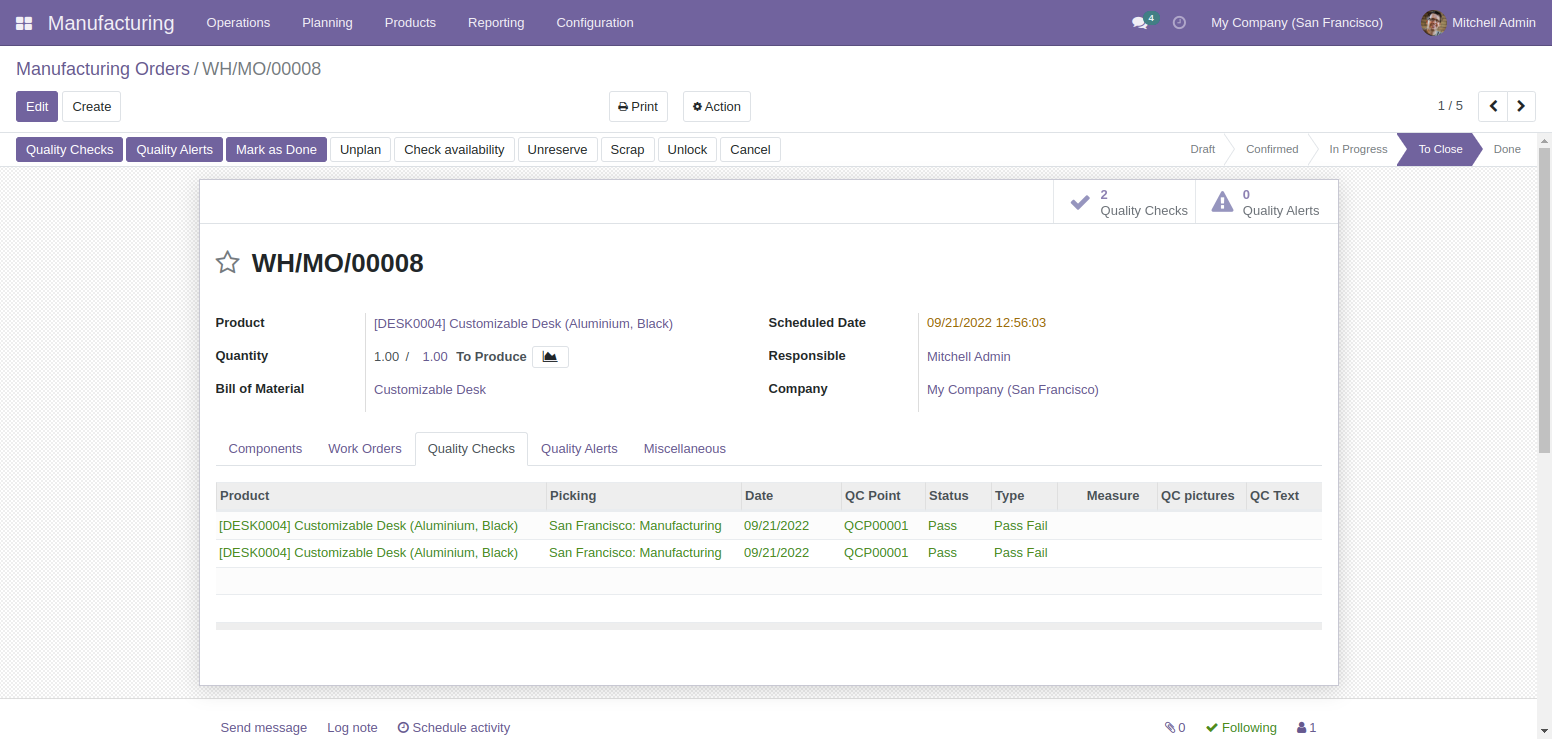 Manufacturing Operations Planning Products Reporting Configuration 4 My Company (San Francisco) Mitchell Admin
Manufacturing Orders / WH/MO/00008
Edit Create Print Action 1 / 5
Quality Checks Quality Alerts Mark as Done Unplan Check availability Unreserve Scrap Unlock Cancel Draft Confirmed In Progress To Close Done
2 Quality Checks
0 Quality Alerts
WH/MO/00008
Product [DESK0004] Customizable Desk (Aluminium, Black) Scheduled Date 09/21/2022 12:56:03
Quantity 1.00 / 1.00 To Produce Responsible Mitchell Admin
Bill of Material Customizable Desk Company My Company (San Francisco)
Components Work Orders Quality Checks Quality Alerts Miscellaneous
Product Picking Date QC Point Status Type Measure QC pictures QC Text
[DESK0004] Customizable Desk (Aluminium, Black) San Francisco: Manufacturing 09/21/2022 QCP00001 Pass Pass Fail
[DESK0004] Customizable Desk (Aluminium, Black) San Francisco: Manufacturing 09/21/2022 QCP00001 Pass Pass Fail
Send message Log note Schedule activity 0 Following 1